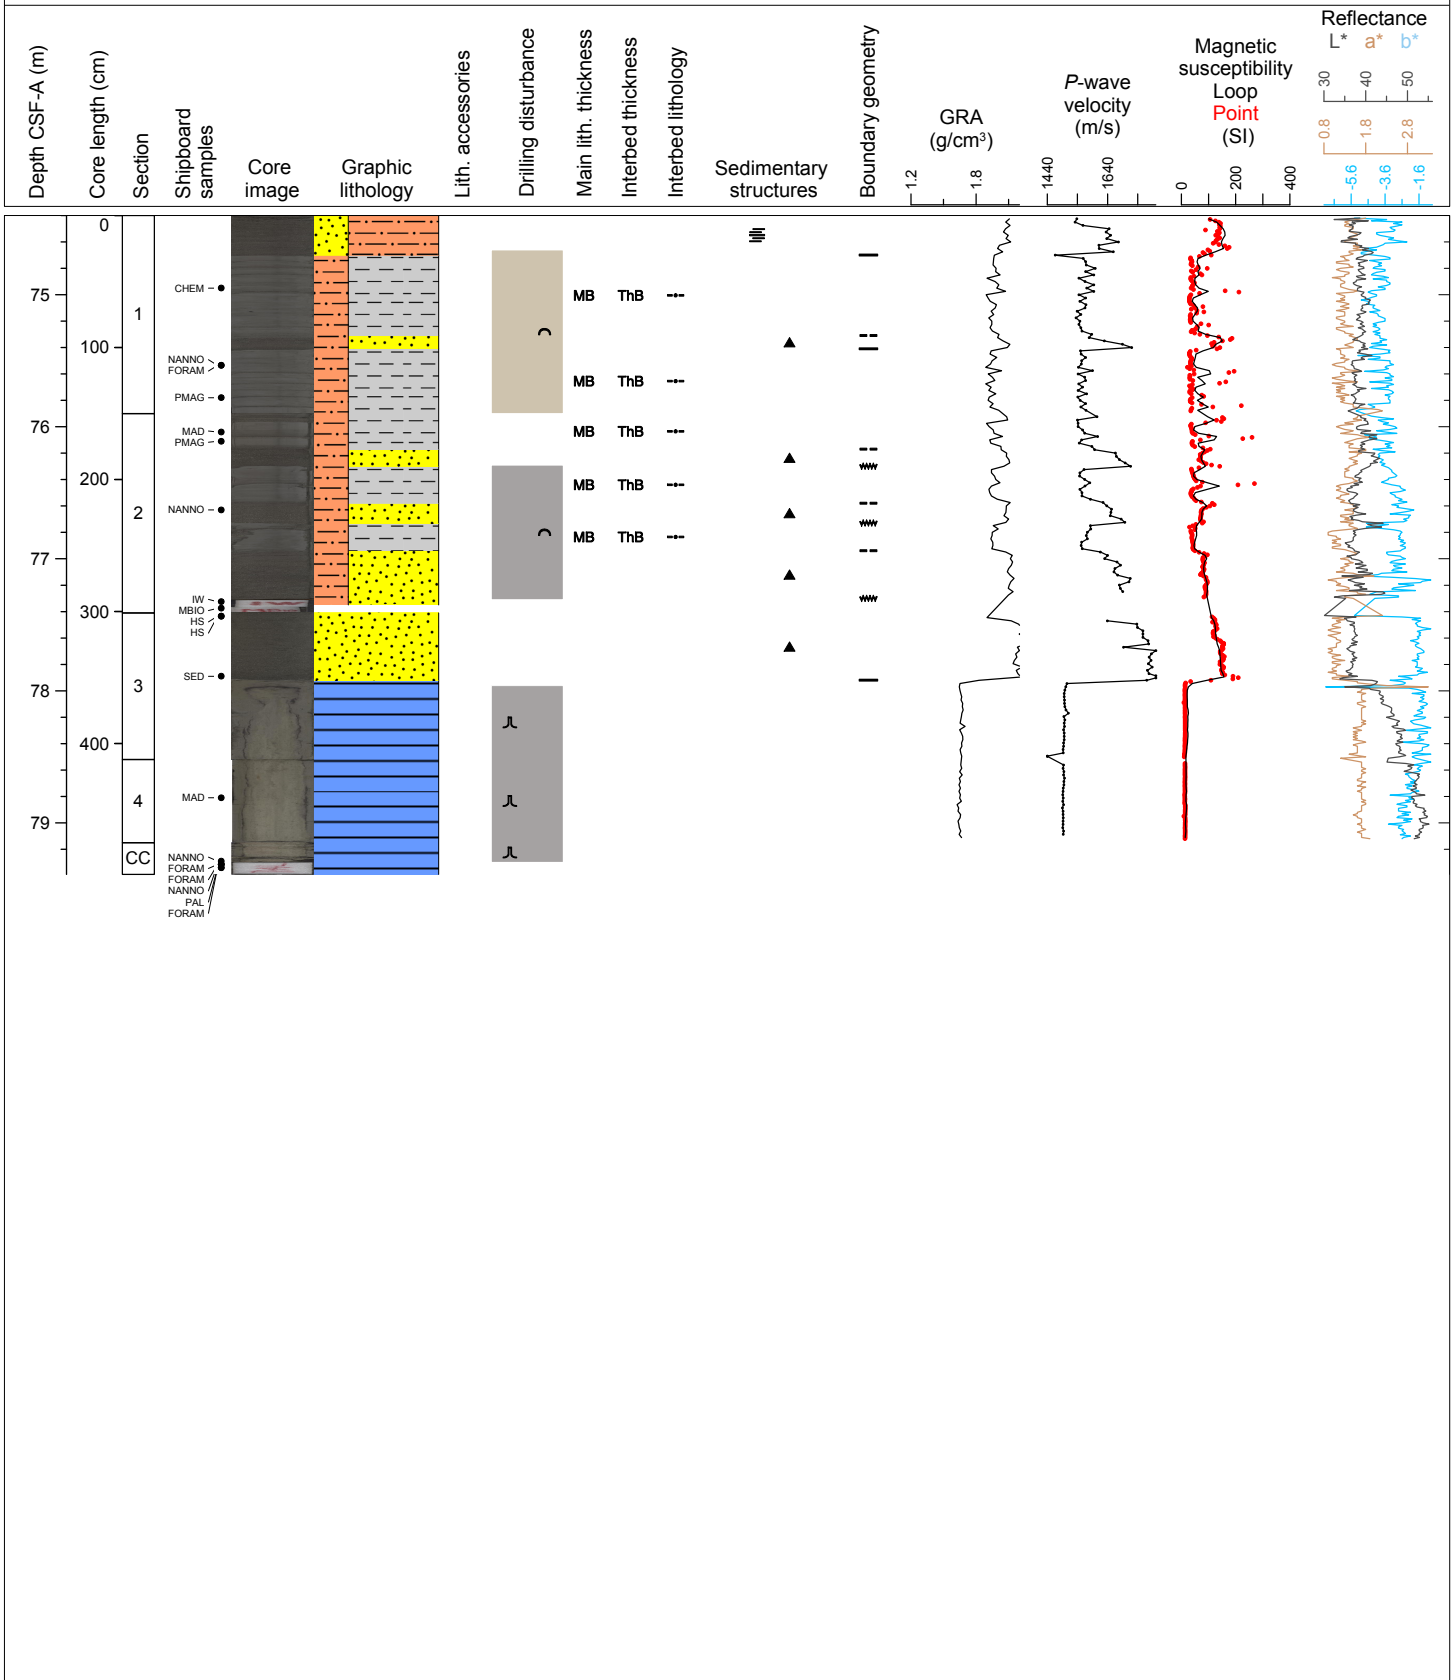 Depth CSF-A (m)
Core length (cm)
Section
Shipboard
samples
Core
image
Graphic
lithology
Lith. accessories
Drilling disturbance
Main lith. thickness
Interbed thickness
Interbed lithology
Sedimentary
structures
Boundary geometry
GRA
(g/cm³)
1.2
1.8
P-wave
velocity
(m/s)
1440
1640
Magnetic
susceptibility
Loop
Point
(SI)
0
200
400
Reflectance
L* a* b*
30
40
50
0.8
1.8
2.8
-5.6
-3.6
-1.6
0
CHEM
75
MB ThB
1
100
NANNO
FORAM
MB ThB
PMAG
76
MAD
MB ThB
PMAG
200
MB ThB
NANNO
2
MB ThB
77
IW
MBIO
300
HS
HS
SED
3
78
400
MAD
4
79
CC
NANNO
FORAM
FORAM
NANNO
PAL
FORAM